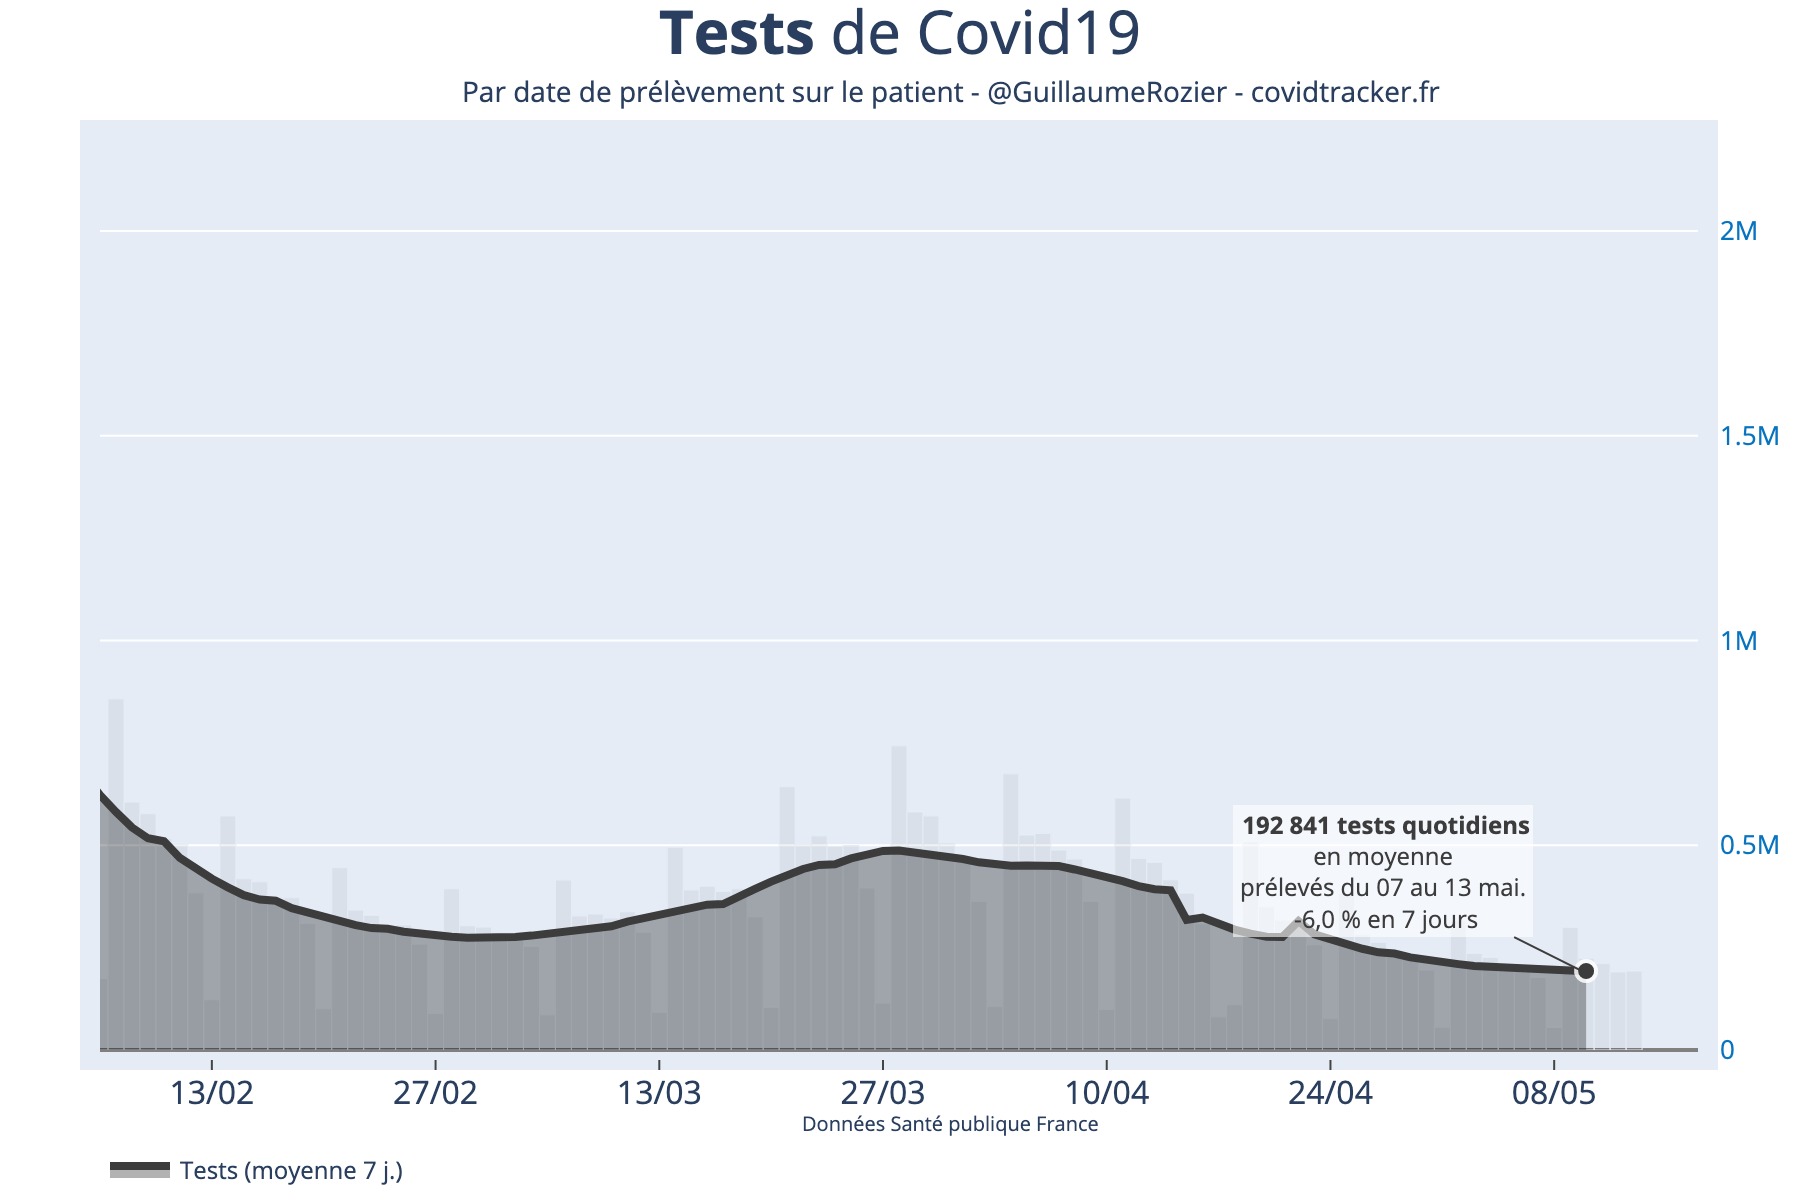 Tests de Covid19
Par date de prélèvement sur le patient - @GuillaumeRozier - covidtracker.fr
2M
1.5M
1M
0.5M
0
192 841 tests quotidiens
en moyenne
prélevés du 07 au 13 mai.
-6,0 % en 7 jours
13/02 27/02 13/03 27/03 10/04 24/04 08/05
Données Santé publique France
Tests (moyenne 7 j.)